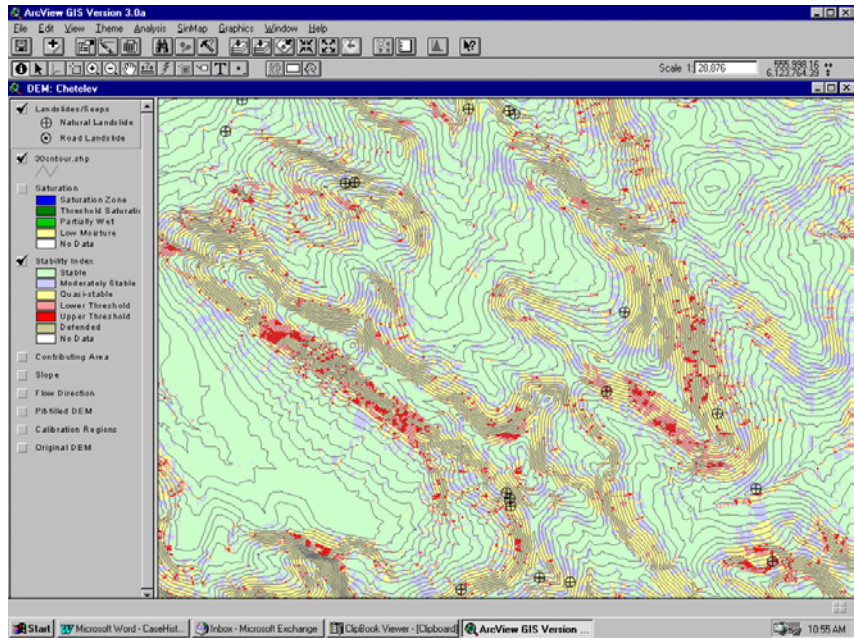 ArcView GIS Version 3.0a
File Edit View Theme Analysis SinMap Graphics Window Help
Scale 1: 28,876
555,998.16
6,123,764.39
DEM: Chetelev
Landslides/Seeps
Natural Landslide
Road Landslide
20contour.shp
Saturation
Saturation Zone
Threshold Saturatio
Partially Wet
Low Moisture
No Data
Stability Index
Stable
Moderately Stable
Quasi-stable
Lower Threshold
Upper Threshold
Defended
No Data
Contributing Area
Slope
Flow Direction
Pit-filled DEM
Calibration Regions
Original DEM
Start
Microsoft Word - CaseHist...
Inbox - Microsoft Exchange
ClipBook Viewer - [Clipboard]
ArcView GIS Version ...
10:55 AM